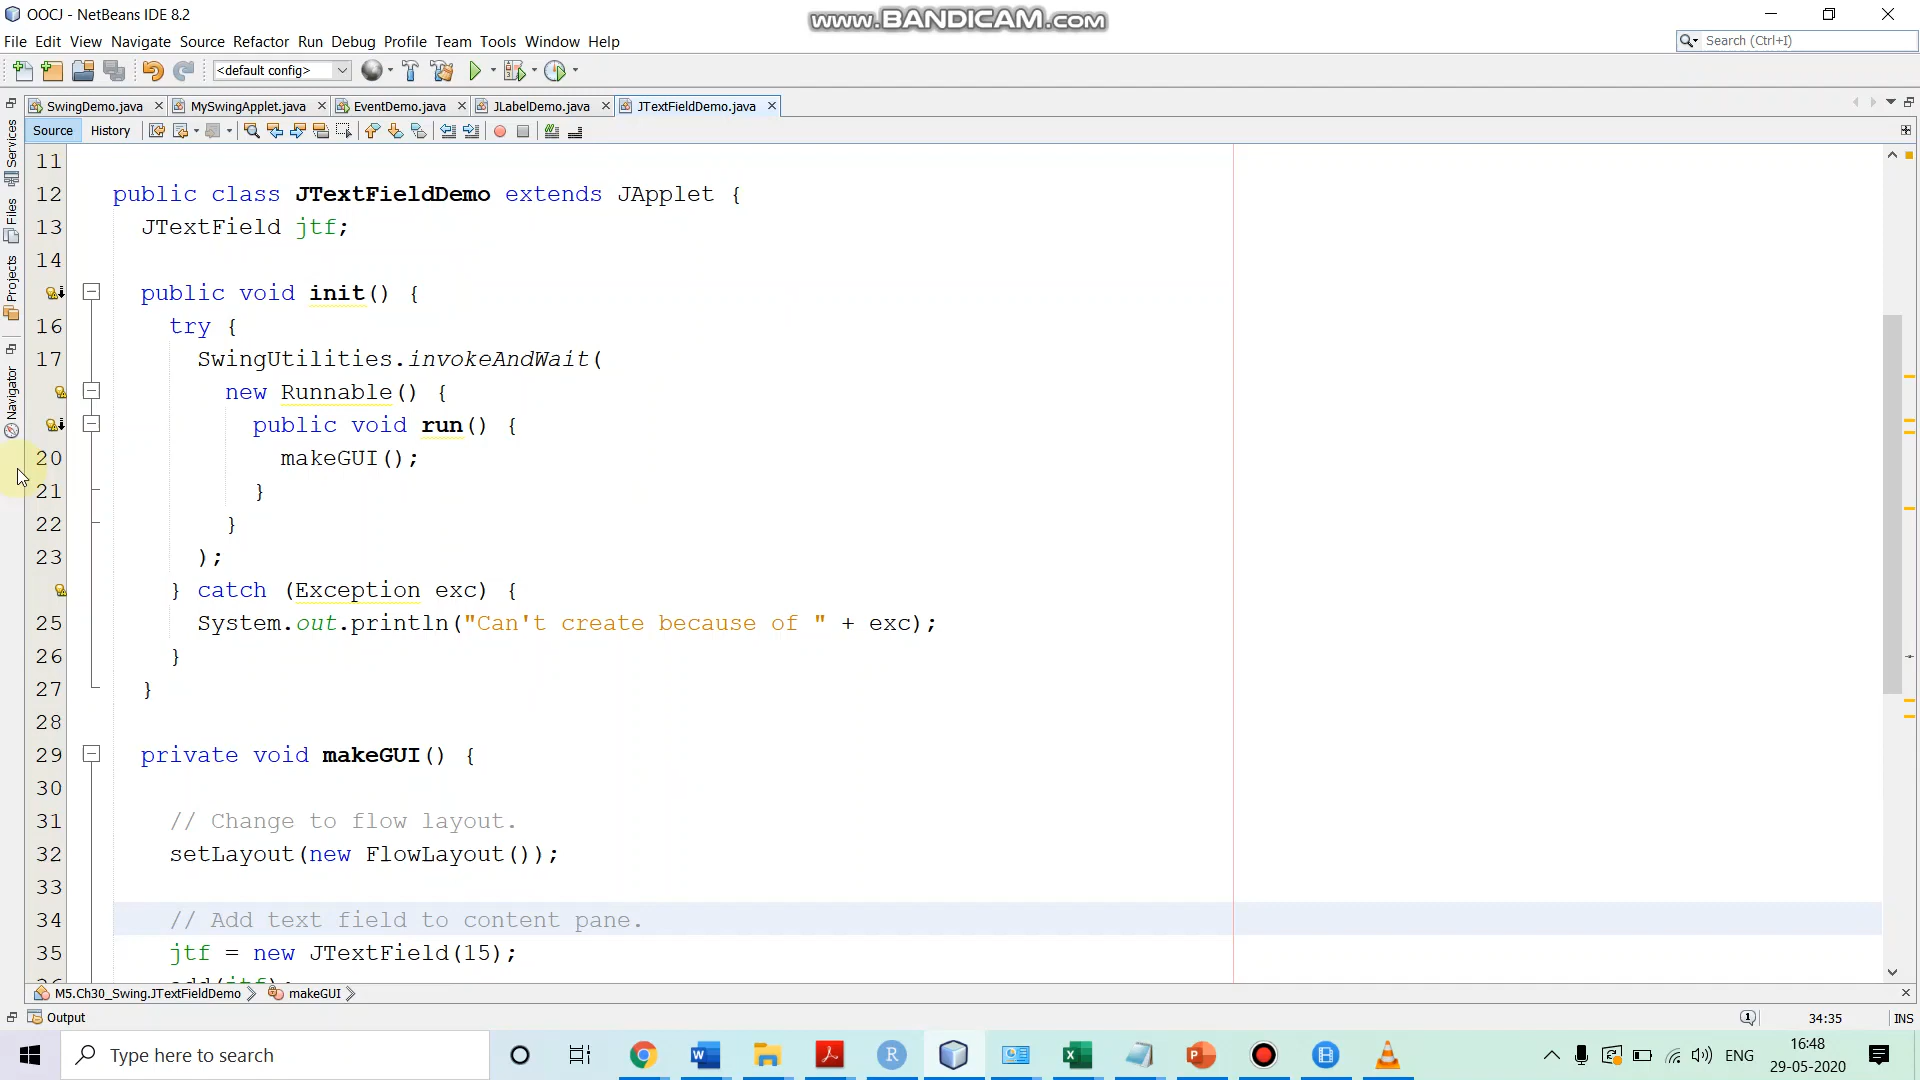 OOCJ - NetBeans IDE 8.2
www.BANDICAM.com
File Edit View Navigate Source Refactor Run Debug Profile Team Tools Window Help
Search (Ctrl+I)
<default config>
SwingDemo.java MySwingApplet.java EventDemo.java JLabelDemo.java JTextFieldDemo.java
Source History
Services
Files
Projects
Navigator
11
12 public class JTextFieldDemo extends JApplet {
13 JTextField jtf;
14
public void init() {
16 try {
17 SwingUtilities.invokeAndWait(
new Runnable() {
public void run() {
20 makeGUI();
21 }
22 }
23 );
} catch (Exception exc) {
25 System.out.println("Can't create because of " + exc);
26 }
27 }
28
29 private void makeGUI() {
30
31 // Change to flow layout.
32 setLayout(new FlowLayout());
33
34 // Add text field to content pane.
35 jtf = new JTextField(15);
36 add(jtf);
M5.Ch30_Swing.JTextFieldDemo makeGUI
Output
1 34:35 INS
Type here to search
ENG
16:48
29-05-2020